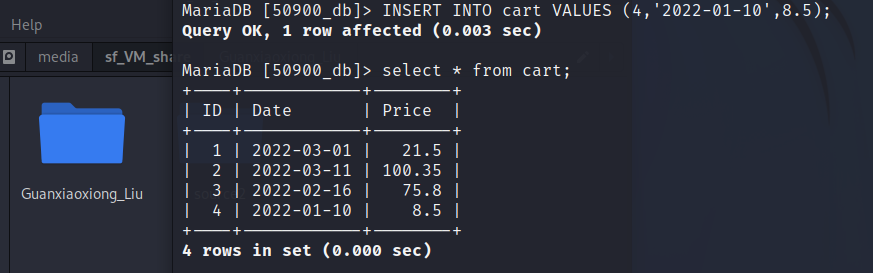 Help
media sf_VM_sha
Guanxiaoxiong_Liu
MariaDB [50900_db]> INSERT INTO cart VALUES (4,'2022-01-10',8.5);
Query OK, 1 row affected (0.003 sec)
MariaDB [50900_db]> select * from cart;
+----+------------+--------+
| ID | Date       | Price  |
+----+------------+--------+
|  1 | 2022-03-01 |   21.5 |
|  2 | 2022-03-11 | 100.35 |
|  3 | 2022-02-16 |   75.8 |
|  4 | 2022-01-10 |    8.5 |
+----+------------+--------+
4 rows in set (0.000 sec)